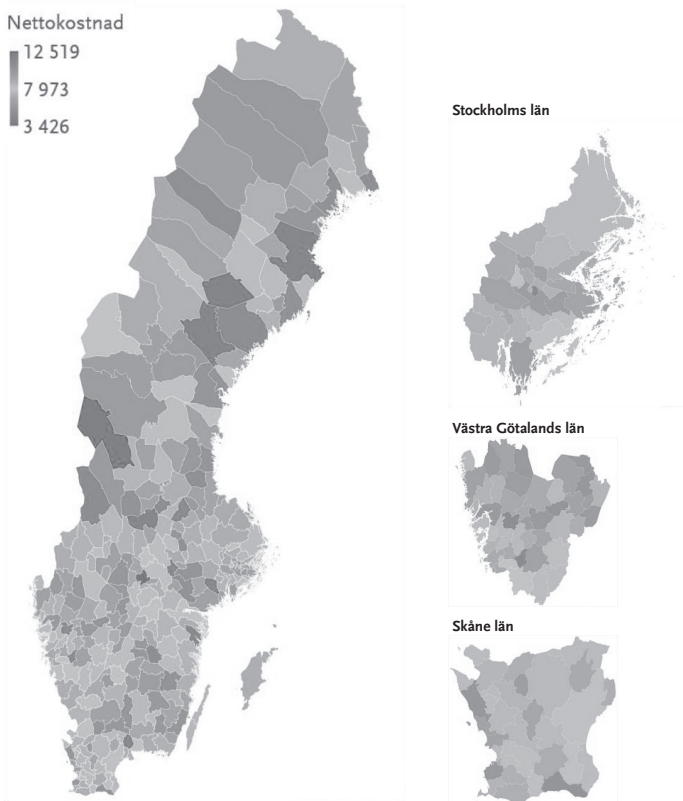 Nettokostnad
12 519
7 973
3 426
Stockholms län
Västra Götalands län
Skåne län